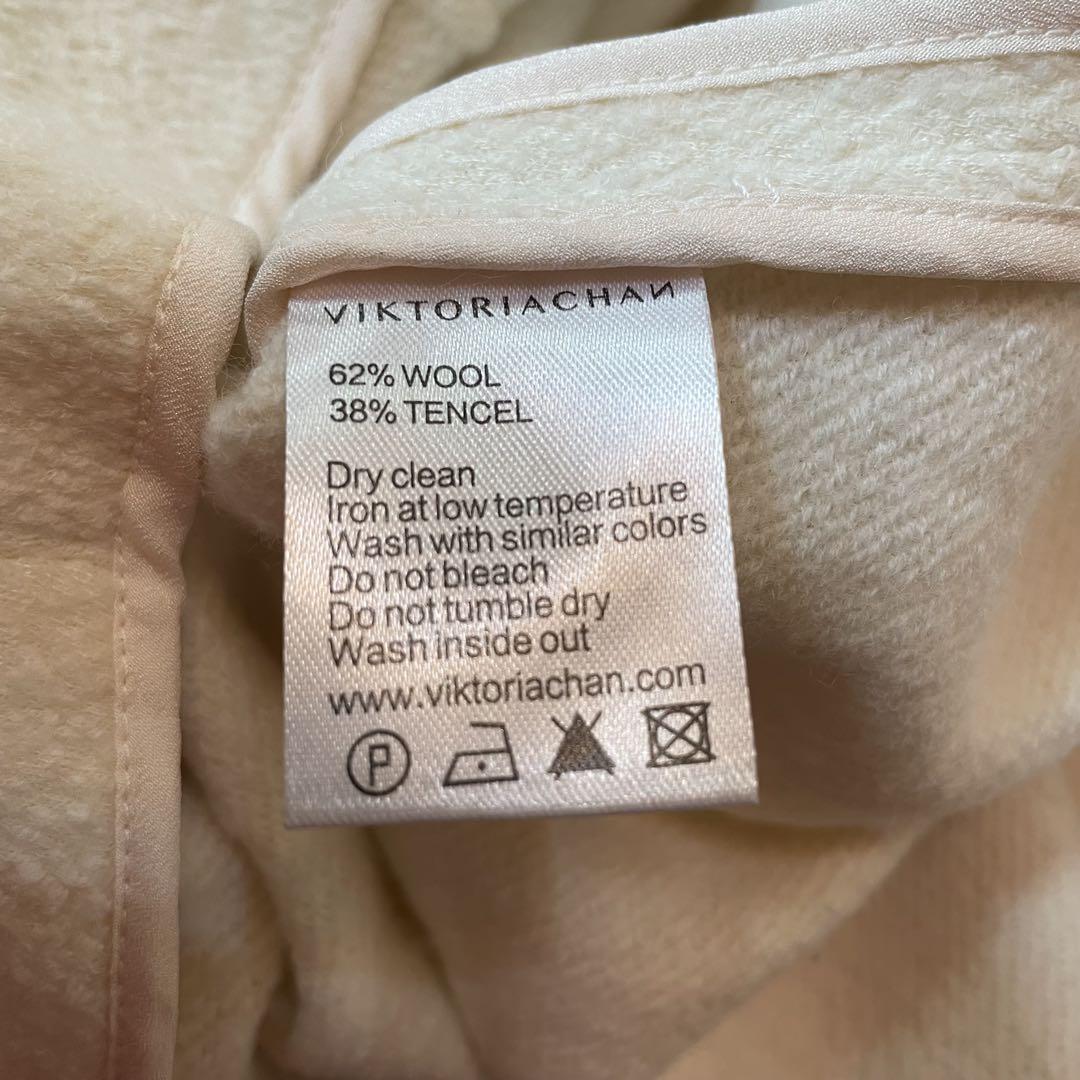 VIKTORIACHAИ
62% WOOL
38% TENCEL
Dry clean
Iron at low temperature
Wash with similar colors
Do not bleach
Do not tumble dry
Wash inside out
www.viktoriachan.com
P